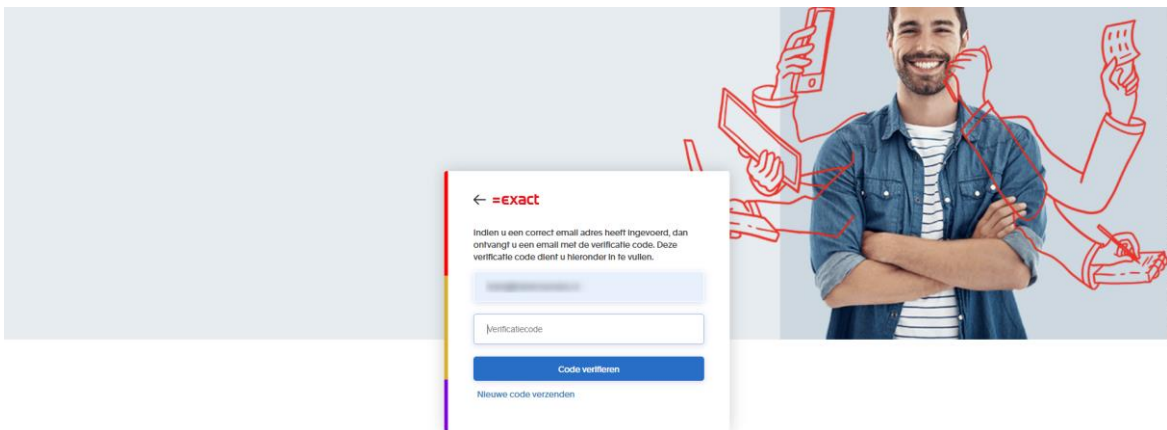 =exact
Indien u een correct email adres heeft ingevoerd, dan
ontvangt u een email met de verificatie code. Deze
verificatie code dient u hieronder in te vullen.
Verificatiecode
Code verifieren
Nieuwe code verzenden